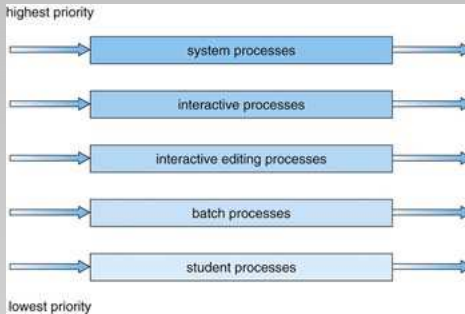 highest priority
system processes
interactive processes
interactive editing processes
batch processes
student processes
lowest priority